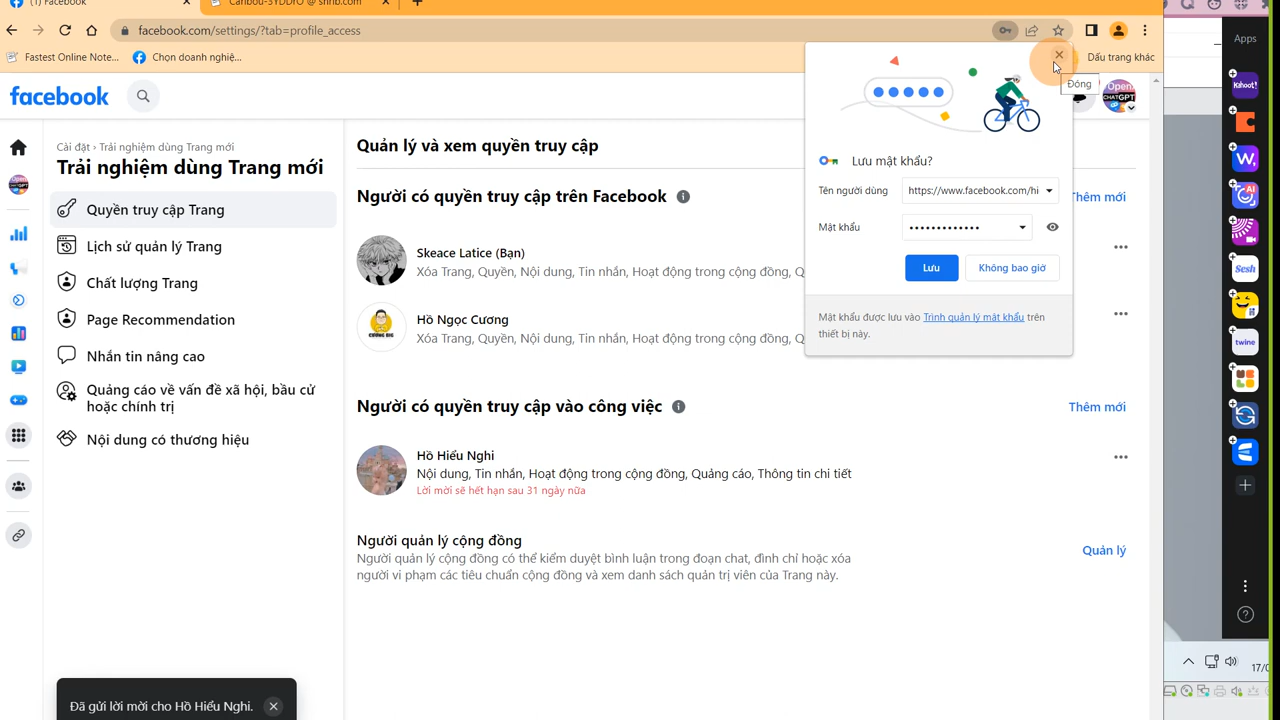 (1) Facebook
Caribou-3YDDrO @ shrib.com
facebook.com/settings/?tab=profile_access
Fastest Online Note...
Chọn doanh nghiệ...
Dấu trang khác
Đóng
facebook
Cài đặt › Trải nghiệm dùng Trang mới
Trải nghiệm dùng Trang mới
Quyền truy cập Trang
Lịch sử quản lý Trang
Chất lượng Trang
Page Recommendation
Nhắn tin nâng cao
Quảng cáo về vấn đề xã hội, bầu cử
hoặc chính trị
Nội dung có thương hiệu
Quản lý và xem quyền truy cập
Người có quyền truy cập trên Facebook
Thêm mới
Skeace Latice (Bạn)
Xóa Trang, Quyền, Nội dung, Tin nhắn, Hoạt động trong cộng đồng, Q
Hồ Ngọc Cương
Xóa Trang, Quyền, Nội dung, Tin nhắn, Hoạt động trong cộng đồng, Q
CƯƠNG BIG
Người có quyền truy cập vào công việc
Thêm mới
Hồ Hiểu Nghi
Nội dung, Tin nhắn, Hoạt động trong cộng đồng, Quảng cáo, Thông tin chi tiết
Lời mời sẽ hết hạn sau 31 ngày nữa
Người quản lý cộng đồng
Quản lý
Người quản lý cộng đồng có thể kiểm duyệt bình luận trong đoạn chat, đình chỉ hoặc xóa
người vi phạm các tiêu chuẩn cộng đồng và xem danh sách quản trị viên của Trang này.
Lưu mật khẩu?
Tên người dùng
https://www.facebook.com/hi
Mật khẩu
•••••••••••••
Lưu
Không bao giờ
Mật khẩu được lưu vào Trình quản lý mật khẩu trên
thiết bị này.
OpenAI
CHATGPT
Đã gửi lời mời cho Hồ Hiểu Nghi.
Apps
Kahoot!
AI
Sesh
twine
17/0